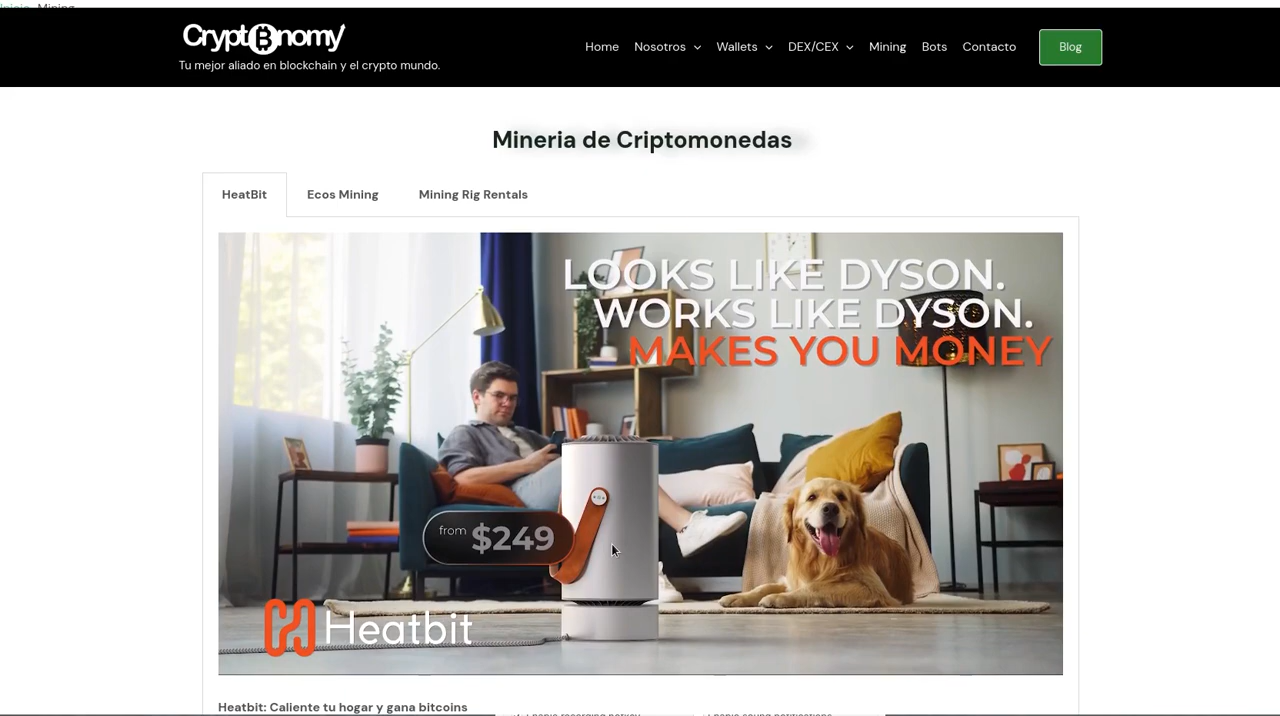 Mining
Cryptonomy
Tu mejor aliado en blockchain y el crypto mundo.
Home Nosotros Wallets DEX/CEX Mining Bots Contacto Blog
Mineria de Criptomonedas
HeatBit Ecos Mining Mining Rig Rentals
LOOKS LIKE DYSON.
WORKS LIKE DYSON.
MAKES YOU MONEY
from $249
Heatbit
Heatbit: Caliente tu hogar y gana bitcoins